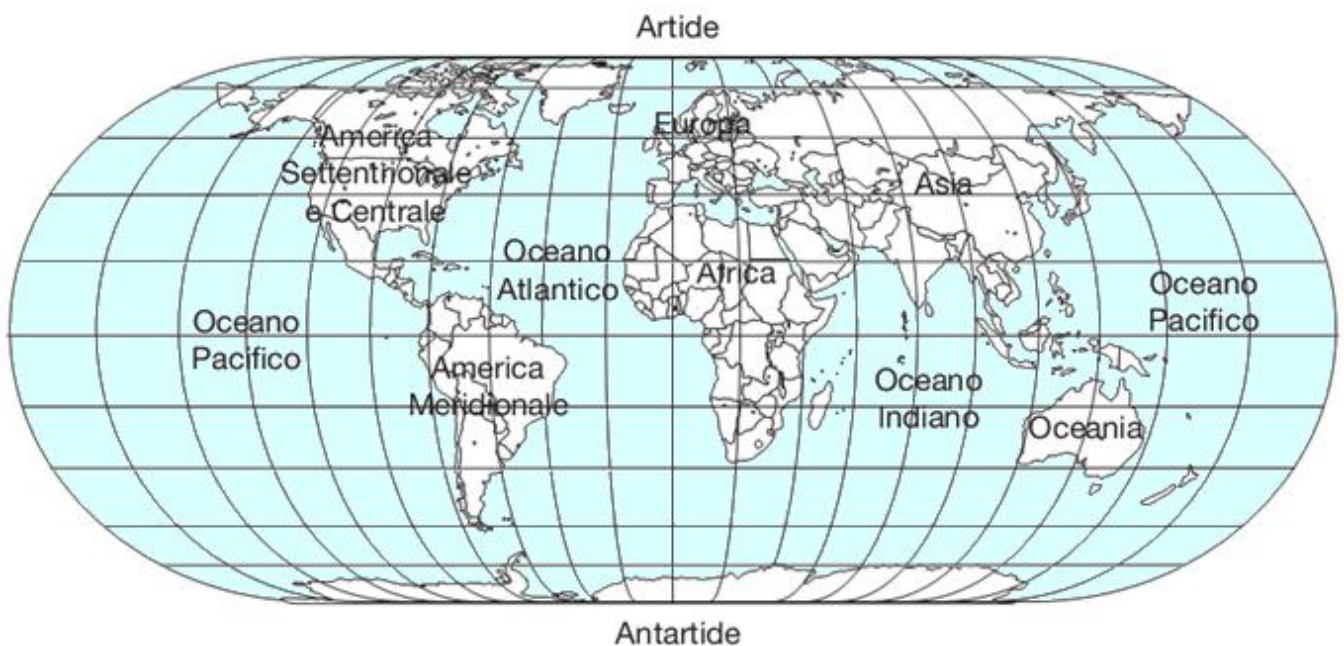 Artide
America
Settentrionale
e Centrale
Europa
Asia
Oceano
Atlantico
Africa
Oceano
Pacifico
Oceano
Pacifico
America
Meridionale
Oceano
Indiano
Oceania
Antartide